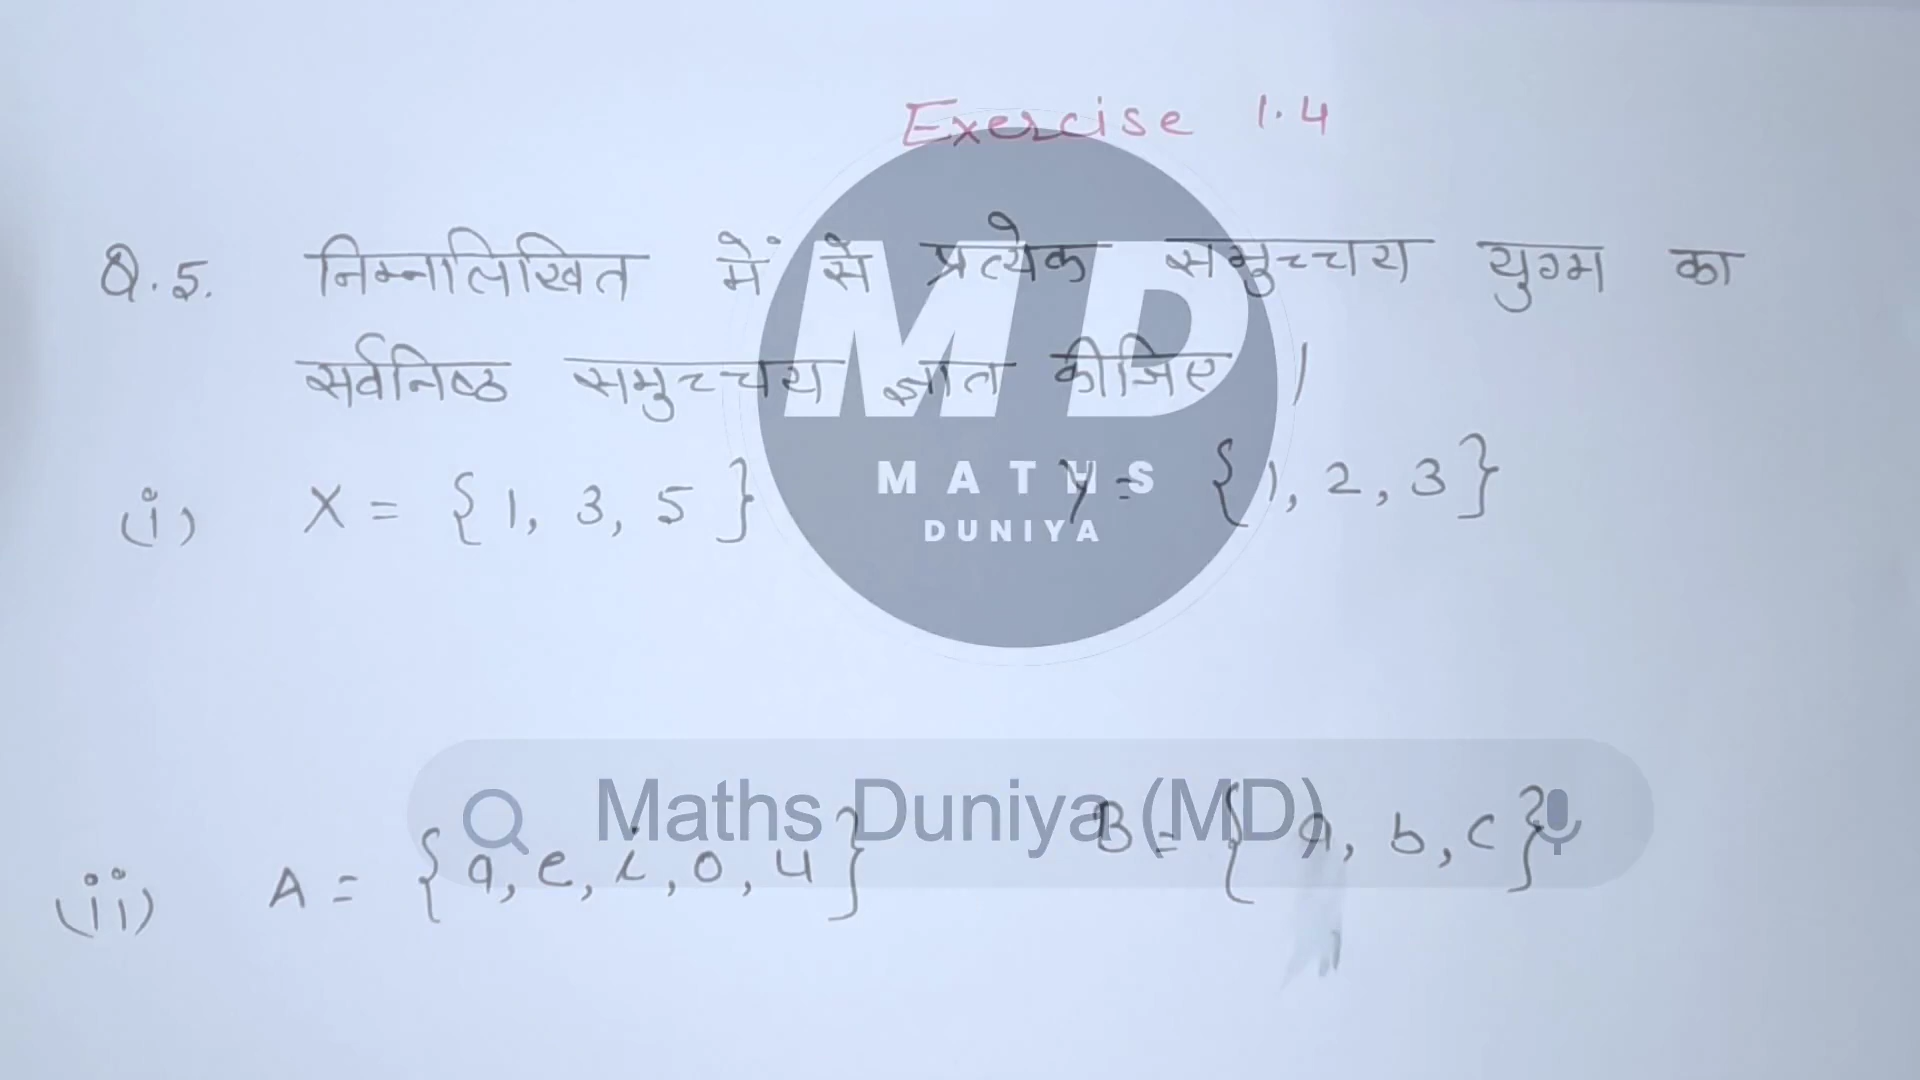 Exercise 1.4
Q.5. निम्नलिखित में से प्रत्येक समुच्चय युग्म का
सर्वनिष्ठ समुच्चय ज्ञात कीजिए ।
MD
(i) X = {1, 3, 5} Y = {1, 2, 3}
MATHS
DUNIYA
Maths Duniya (MD)
(ii) A = {a, e, i, o, u} B = {a, b, c}